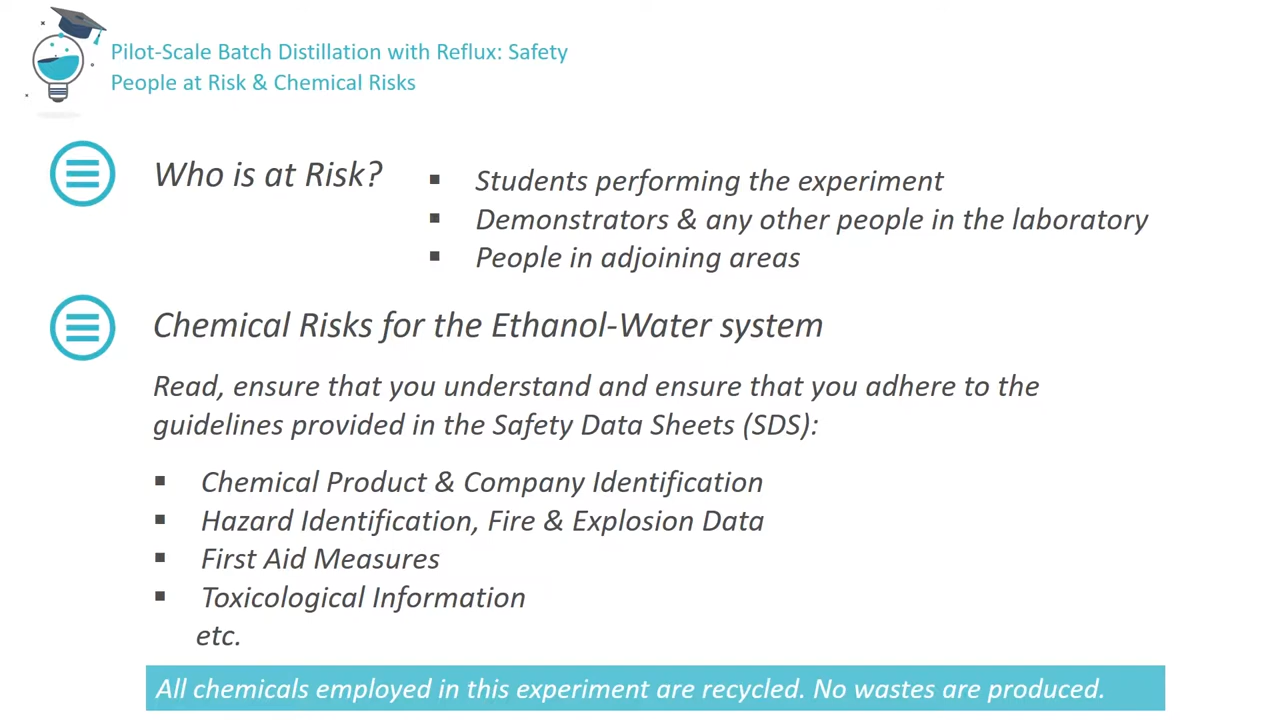 Pilot-Scale Batch Distillation with Reflux: Safety
People at Risk & Chemical Risks
Who is at Risk?
▪ Students performing the experiment
▪ Demonstrators & any other people in the laboratory
▪ People in adjoining areas
Chemical Risks for the Ethanol-Water system
Read, ensure that you understand and ensure that you adhere to the
guidelines provided in the Safety Data Sheets (SDS):
▪ Chemical Product & Company Identification
▪ Hazard Identification, Fire & Explosion Data
▪ First Aid Measures
▪ Toxicological Information
etc.
All chemicals employed in this experiment are recycled. No wastes are produced.